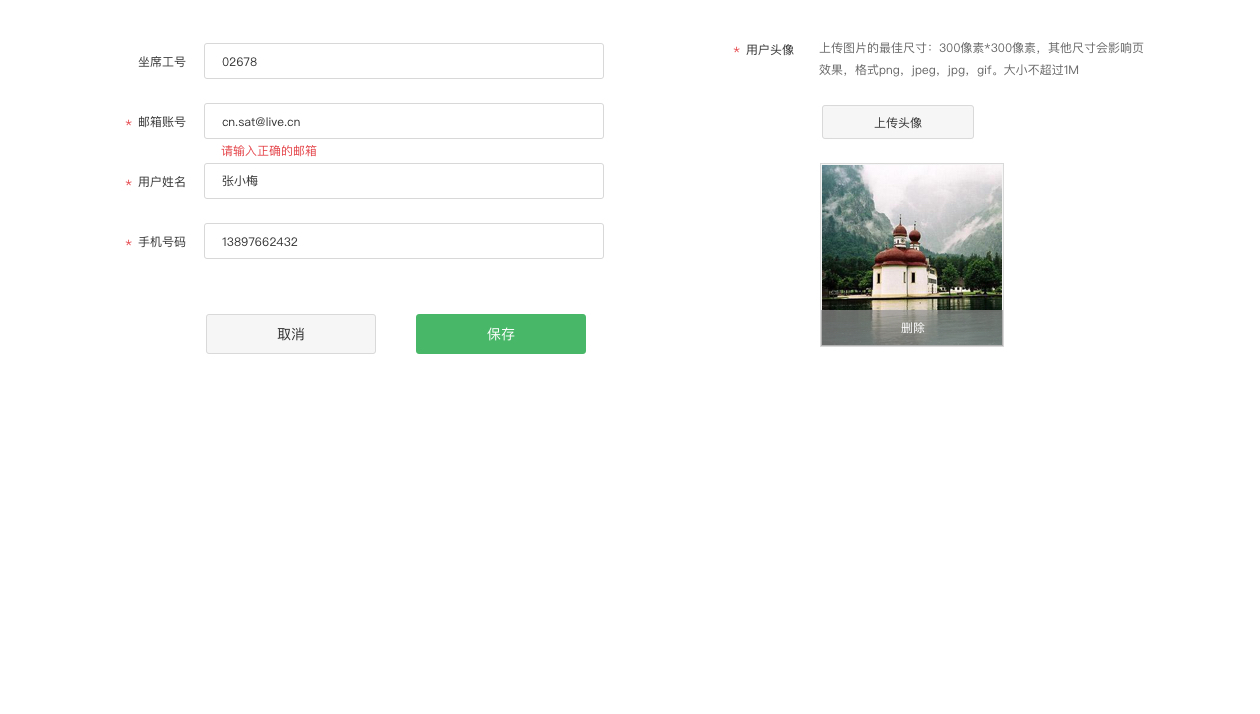 坐席工号
02678
* 邮箱账号
cn.sat@live.cn
请输入正确的邮箱
* 用户姓名
张小梅
* 手机号码
13897662432
取消
保存
* 用户头像
上传图片的最佳尺寸：300像素*300像素，其他尺寸会影响页
效果，格式png，jpeg，jpg，gif。大小不超过1M
上传头像
删除